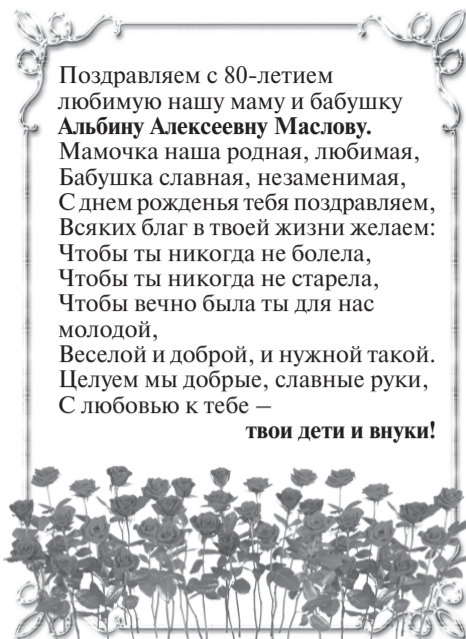 Поздравляем с 80-летием
любимую нашу маму и бабушку
Альбину Алексеевну Маслову.
Мамочка наша родная, любимая,
Бабушка славная, незаменимая,
С днем рожденья тебя поздравляем,
Всяких благ в твоей жизни желаем:
Чтобы ты никогда не болела,
Чтобы ты никогда не старела,
Чтобы вечно была ты для нас
молодой,
Веселой и доброй, и нужной такой.
Целуем мы добрые, славные руки,
С любовью к тебе –
твои дети и внуки!